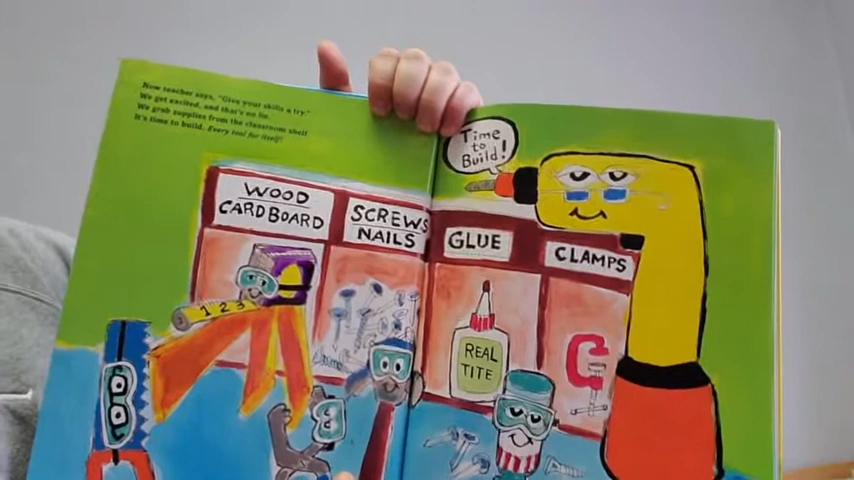 Now teacher says, "Give your skills a try."
We get excited, and that's no lie.
We grab supplies from the classroom shelf
It's time to build. Every tool for itself!
Time
to
Build!
WOOD
CARDBOARD
SCREWS
NAILS
GLUE
CLAMPS
1 2 3
REAL
TITE